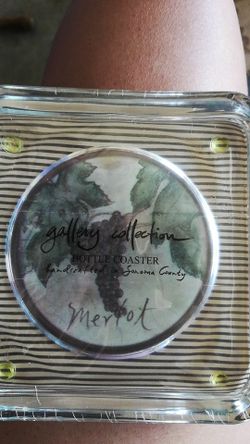 gallery collection
BOTTLE COASTER
handcrafted in Sonoma County
merlot